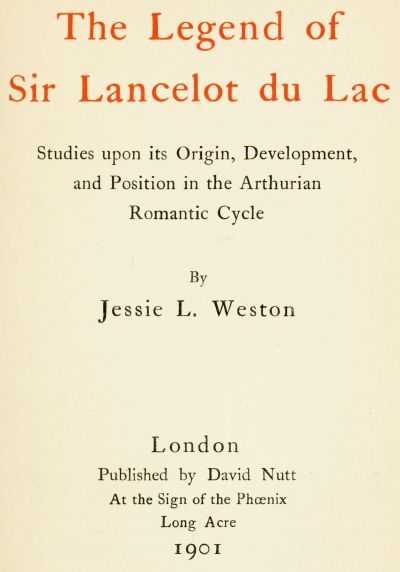 The Legend of
Sir Lancelot du Lac
Studies upon its Origin, Development,
and Position in the Arthurian
Romantic Cycle
By
Jessie L. Weston
London
Published by David Nutt
At the Sign of the Phœnix
Long Acre
1901